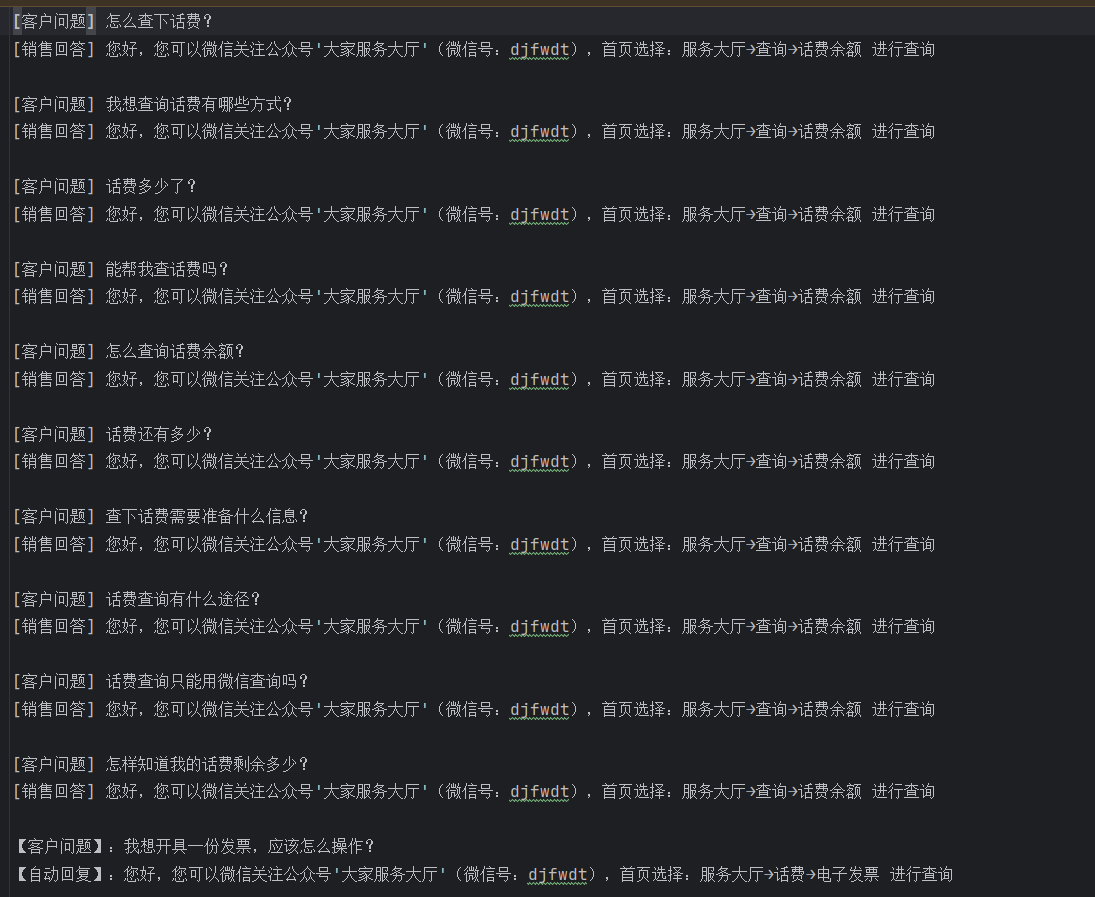 [客户问题] 怎么查下话费？
[销售回答] 您好，您可以微信关注公众号'大家服务大厅'（微信号：djfwdt），首页选择：服务大厅→查询→话费余额 进行查询
[客户问题] 我想查询话费有哪些方式？
[销售回答] 您好，您可以微信关注公众号'大家服务大厅'（微信号：djfwdt），首页选择：服务大厅→查询→话费余额 进行查询
[客户问题] 话费多少了？
[销售回答] 您好，您可以微信关注公众号'大家服务大厅'（微信号：djfwdt），首页选择：服务大厅→查询→话费余额 进行查询
[客户问题] 能帮我查话费吗？
[销售回答] 您好，您可以微信关注公众号'大家服务大厅'（微信号：djfwdt），首页选择：服务大厅→查询→话费余额 进行查询
[客户问题] 怎么查询话费余额？
[销售回答] 您好，您可以微信关注公众号'大家服务大厅'（微信号：djfwdt），首页选择：服务大厅→查询→话费余额 进行查询
[客户问题] 话费还有多少？
[销售回答] 您好，您可以微信关注公众号'大家服务大厅'（微信号：djfwdt），首页选择：服务大厅→查询→话费余额 进行查询
[客户问题] 查下话费需要准备什么信息？
[销售回答] 您好，您可以微信关注公众号'大家服务大厅'（微信号：djfwdt），首页选择：服务大厅→查询→话费余额 进行查询
[客户问题] 话费查询有什么途径？
[销售回答] 您好，您可以微信关注公众号'大家服务大厅'（微信号：djfwdt），首页选择：服务大厅→查询→话费余额 进行查询
[客户问题] 话费查询只能用微信查询吗？
[销售回答] 您好，您可以微信关注公众号'大家服务大厅'（微信号：djfwdt），首页选择：服务大厅→查询→话费余额 进行查询
[客户问题] 怎样知道我的话费剩余多少？
[销售回答] 您好，您可以微信关注公众号'大家服务大厅'（微信号：djfwdt），首页选择：服务大厅→查询→话费余额 进行查询
【客户问题】：我想开具一份发票，应该怎么操作？
【自动回复】：您好，您可以微信关注公众号'大家服务大厅'（微信号：djfwdt），首页选择：服务大厅→话费→电子发票 进行查询